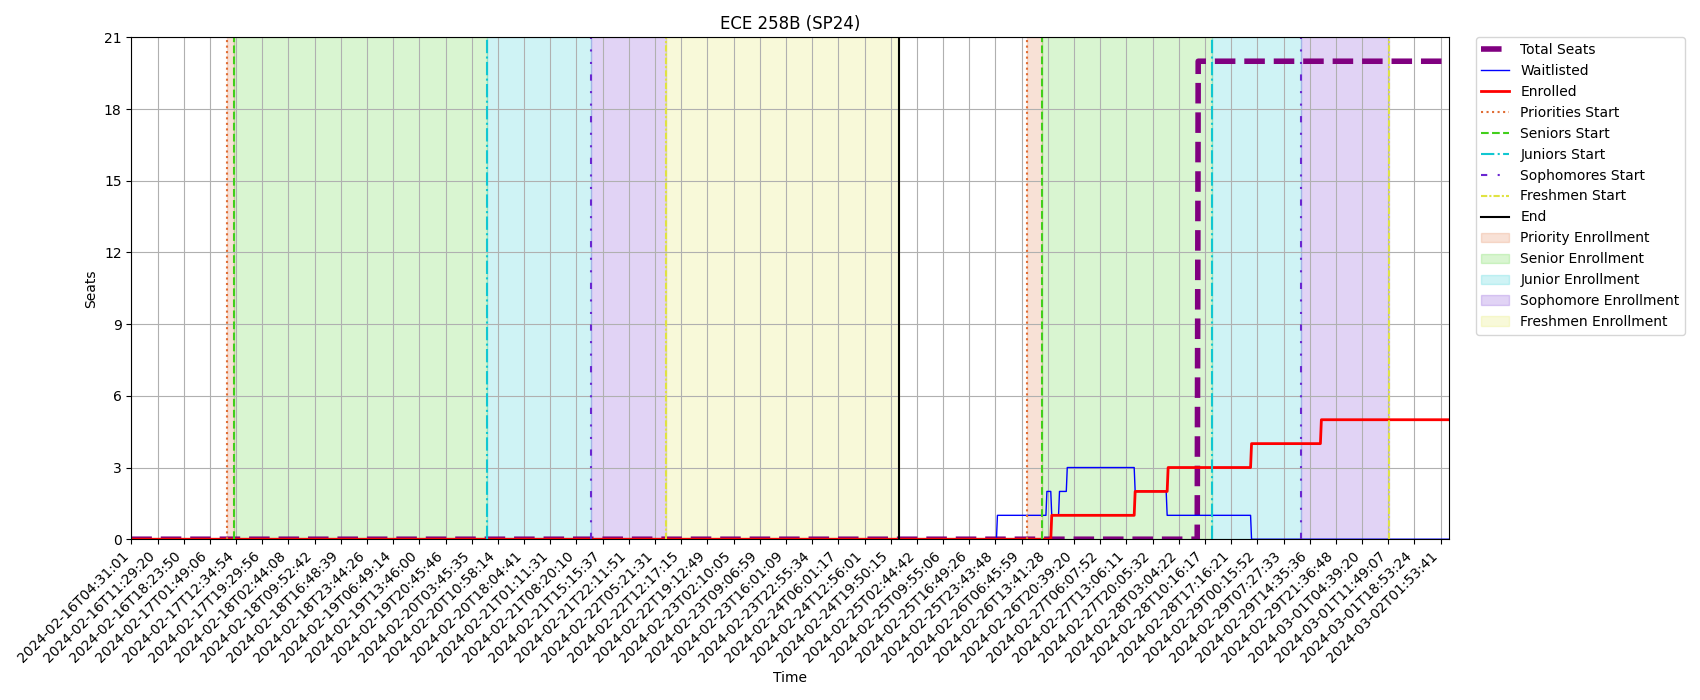 ECE 258B (SP24)
21
18
15
12
9
6
3
0
Seats
2024-02-16T04:31:01
2024-02-16T11:29:20
2024-02-16T18:23:50
2024-02-17T01:49:06
2024-02-17T12:34:54
2024-02-17T19:29:56
2024-02-18T02:44:08
2024-02-18T09:52:42
2024-02-18T16:48:39
2024-02-18T23:44:26
2024-02-19T06:49:14
2024-02-19T13:46:00
2024-02-19T20:45:46
2024-02-20T03:45:35
2024-02-20T10:58:14
2024-02-20T18:04:41
2024-02-21T01:11:31
2024-02-21T08:20:10
2024-02-21T15:15:37
2024-02-21T22:11:51
2024-02-22T05:21:31
2024-02-22T12:17:15
2024-02-22T19:12:49
2024-02-23T02:10:05
2024-02-23T09:06:59
2024-02-23T16:01:09
2024-02-23T22:55:34
2024-02-24T06:01:17
2024-02-24T12:56:01
2024-02-24T19:50:15
2024-02-25T02:44:42
2024-02-25T09:55:06
2024-02-25T16:49:26
2024-02-25T23:43:48
2024-02-26T06:45:59
2024-02-26T13:41:28
2024-02-26T20:39:20
2024-02-27T06:07:52
2024-02-27T13:06:11
2024-02-27T20:05:32
2024-02-28T03:04:22
2024-02-28T10:16:17
2024-02-28T17:16:21
2024-02-29T00:15:52
2024-02-29T07:27:33
2024-02-29T14:35:36
2024-02-29T21:36:48
2024-03-01T04:39:20
2024-03-01T11:49:07
2024-03-01T18:53:24
2024-03-02T01:53:41
Time
Total Seats
Waitlisted
Enrolled
Priorities Start
Seniors Start
Juniors Start
Sophomores Start
Freshmen Start
End
Priority Enrollment
Senior Enrollment
Junior Enrollment
Sophomore Enrollment
Freshmen Enrollment